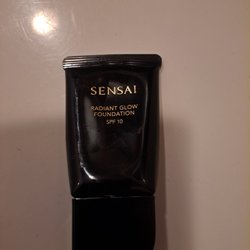 SENSAI
RADIANT GLOW
FOUNDATION
SPF 10